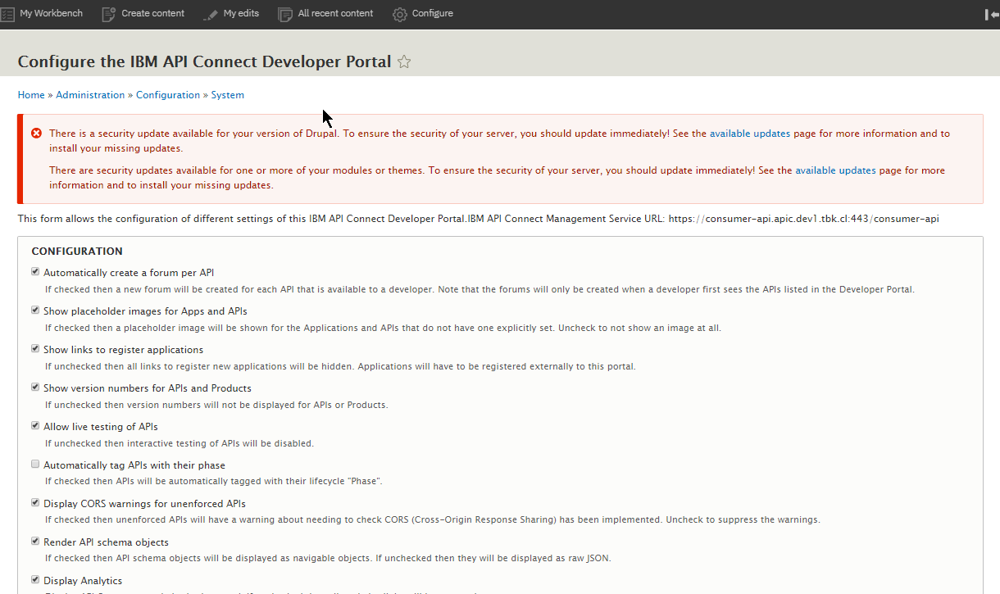 My Workbench Create content My edits All recent content Configure
Configure the IBM API Connect Developer Portal
Home » Administration » Configuration » System
There is a security update available for your version of Drupal. To ensure the security of your server, you should update immediately! See the available updates page for more information and to
install your missing updates.
There are security updates available for one or more of your modules or themes. To ensure the security of your server, you should update immediately! See the available updates page for more
information and to install your missing updates.
This form allows the configuration of different settings of this IBM API Connect Developer Portal.IBM API Connect Management Service URL: https://consumer-api.apic.dev1.tbk.cl:443/consumer-api
CONFIGURATION
Automatically create a forum per API
If checked then a new forum will be created for each API that is available to a developer. Note that the forums will only be created when a developer first sees the APIs listed in the Developer Portal.
Show placeholder images for Apps and APIs
If checked then a placeholder image will be shown for the Applications and APIs that do not have one explicitly set. Uncheck to not show an image at all.
Show links to register applications
If unchecked then all links to register new applications will be hidden. Applications will have to be registered externally to this portal.
Show version numbers for APIs and Products
If unchecked then version numbers will not be displayed for APIs or Products.
Allow live testing of APIs
If unchecked then interactive testing of APIs will be disabled.
Automatically tag APIs with their phase
If checked then APIs will be automatically tagged with their lifecycle "Phase".
Display CORS warnings for unenforced APIs
If checked then unenforced APIs will have a warning about needing to check CORS (Cross-Origin Response Sharing) has been implemented. Uncheck to suppress the warnings.
Render API schema objects
If checked then API schema objects will be displayed as navigable objects. If unchecked then they will be displayed as raw JSON.
Display Analytics